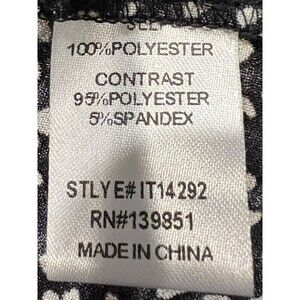 SELF
100%POLYESTER
CONTRAST
95%POLYESTER
5%SPANDEX
STLYE# IT14292
RN#139851
MADE IN CHINA